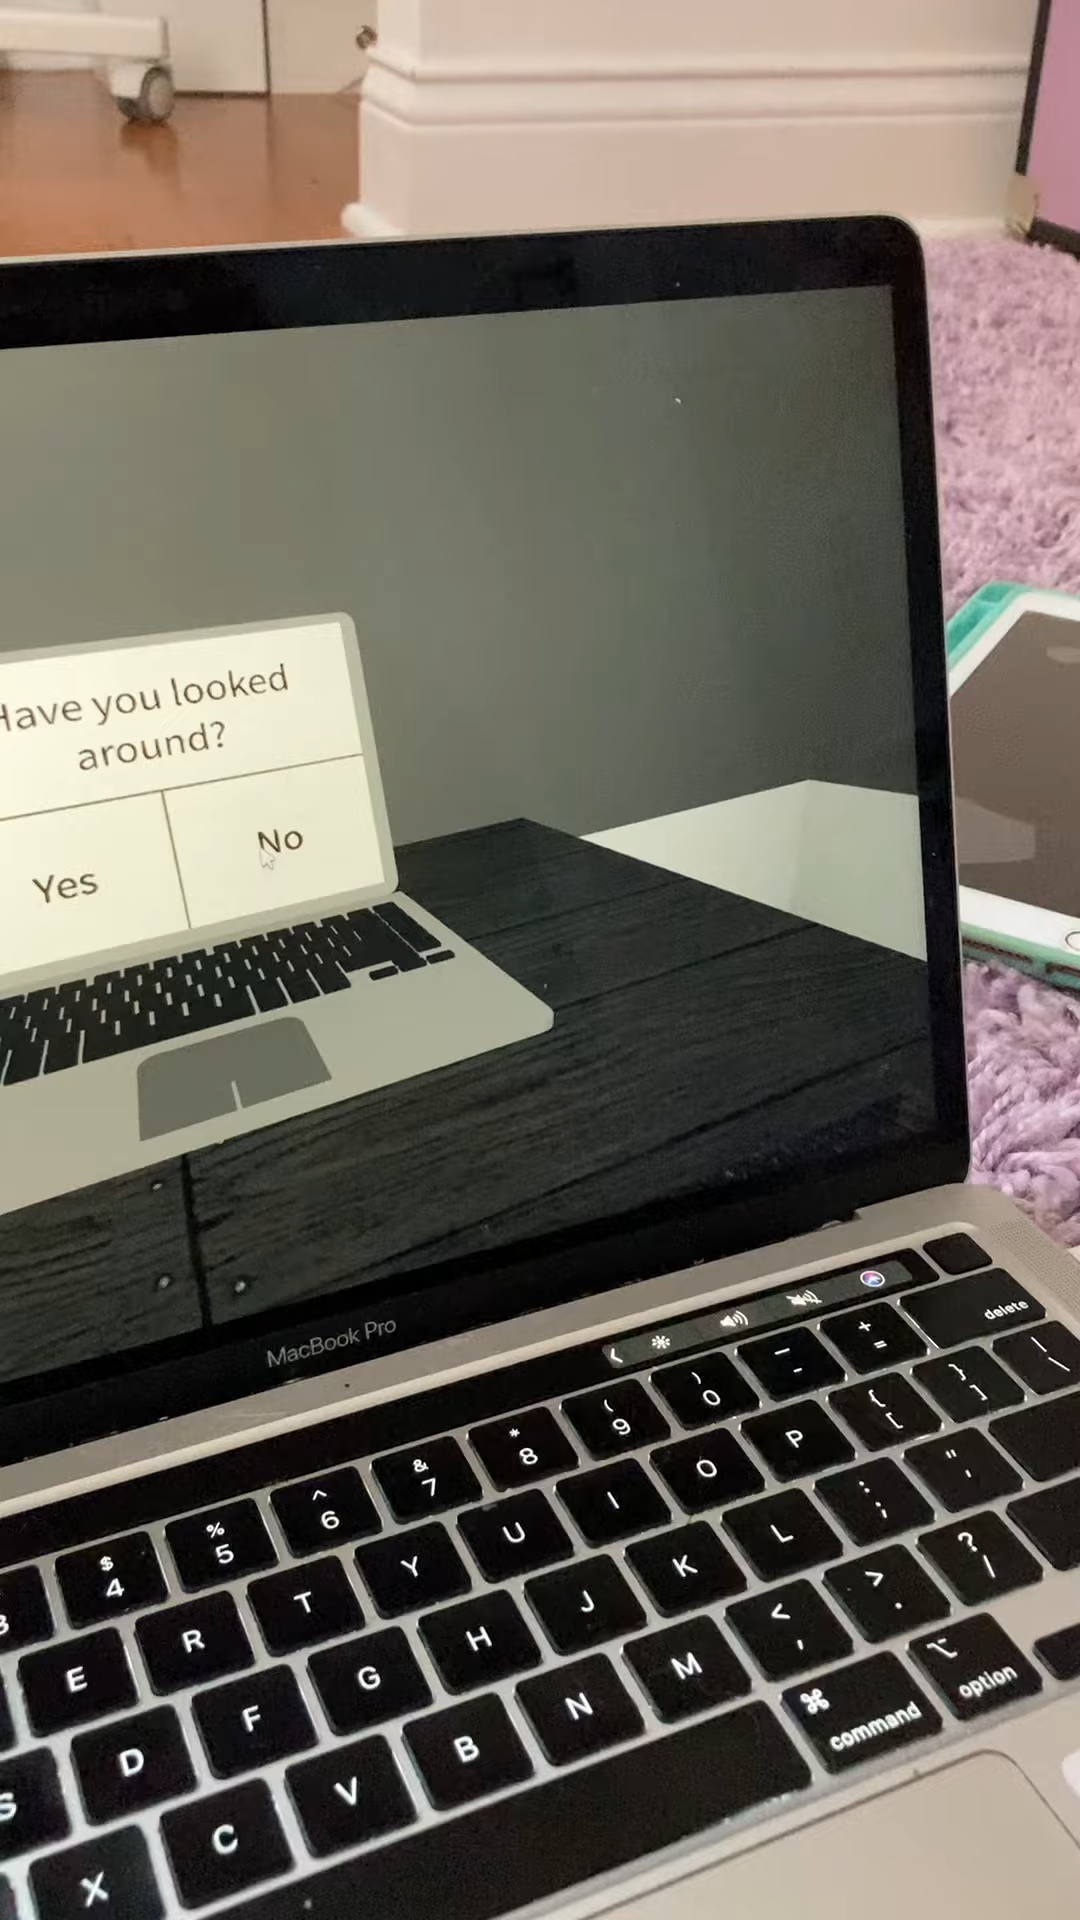 Have you looked
around?
Yes
No
MacBook Pro
delete
$ 4
% 5
^ 6
& 7
* 8
( 9
) 0
_ -
+ =
E
R
T
Y
U
I
O
P
{ [
} ]
| \
S
D
F
G
H
J
K
L
: ;
" '
X
C
V
B
N
M
< ,
> .
? /
⌘
command
⌥
option